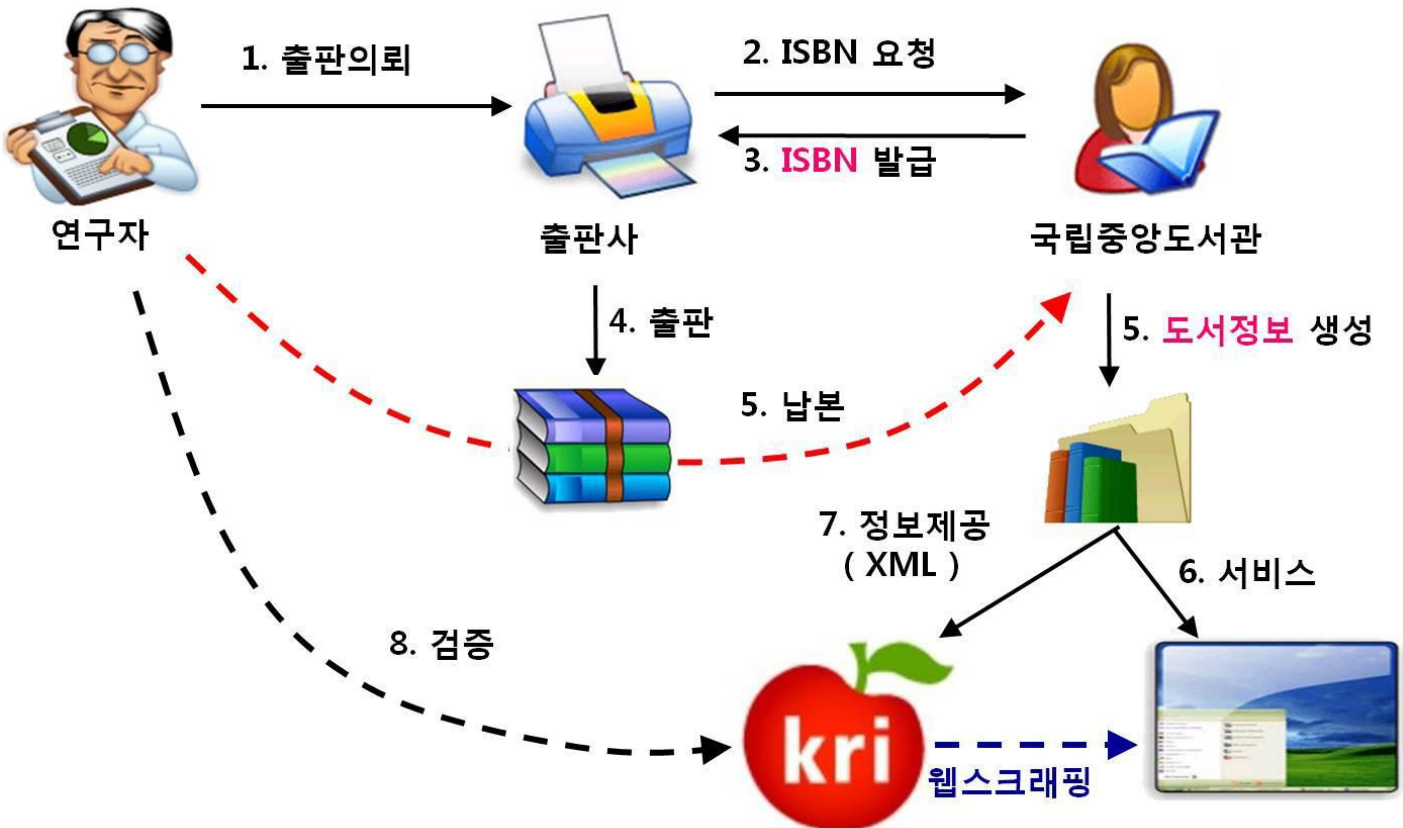 1. 출판의뢰
2. ISBN 요청
3. ISBN 발급
연구자
출판사
국립중앙도서관
4. 출판
5. 도서정보 생성
5. 납본
7. 정보제공
( XML )
6. 서비스
8. 검증
kri
웹스크래핑